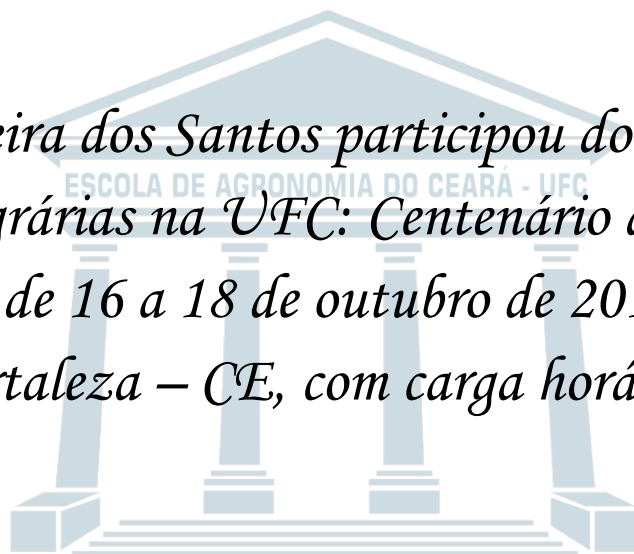 eira dos Santos participou do
ESCOLA DE AGRONOMIA DO CEARÁ - UFC
grárias na UFC: Centenário
de 16 a 18 de outubro de 201
rtaleza – CE, com carga horá